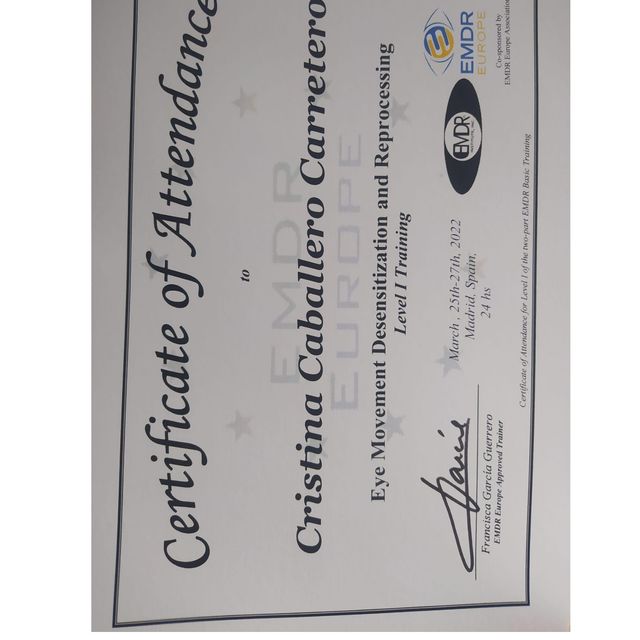 Certificate of Attendance
to
Cristina Caballero Carretero
EMDR
EUROPE
Eye Movement Desensitization and Reprocessing
Level I Training
March , 25th-27th, 2022
Madrid, Spain,
24 hs
Francisca García Guerrero
EMDR Europe Approved Trainer
EMDR
EMDR
EUROPE
Co-sponsored by
EMDR Europe Association
Certificate of Attendance for Level I of the two-part EMDR Basic Training